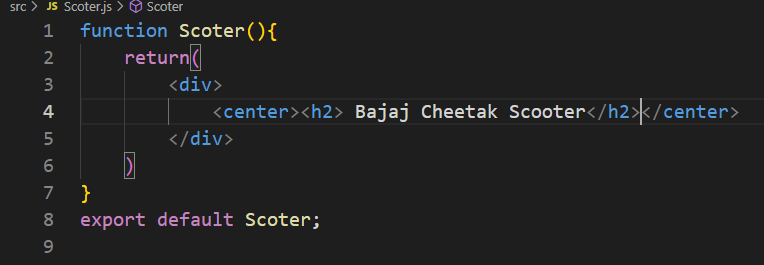 src > JS Scoter.js > Scoter
1 function Scoter(){
2     return(
3         <div>
4             <center><h2> Bajaj Cheetak Scooter</h2></center>
5         </div>
6     )
7 }
8 export default Scoter;
9